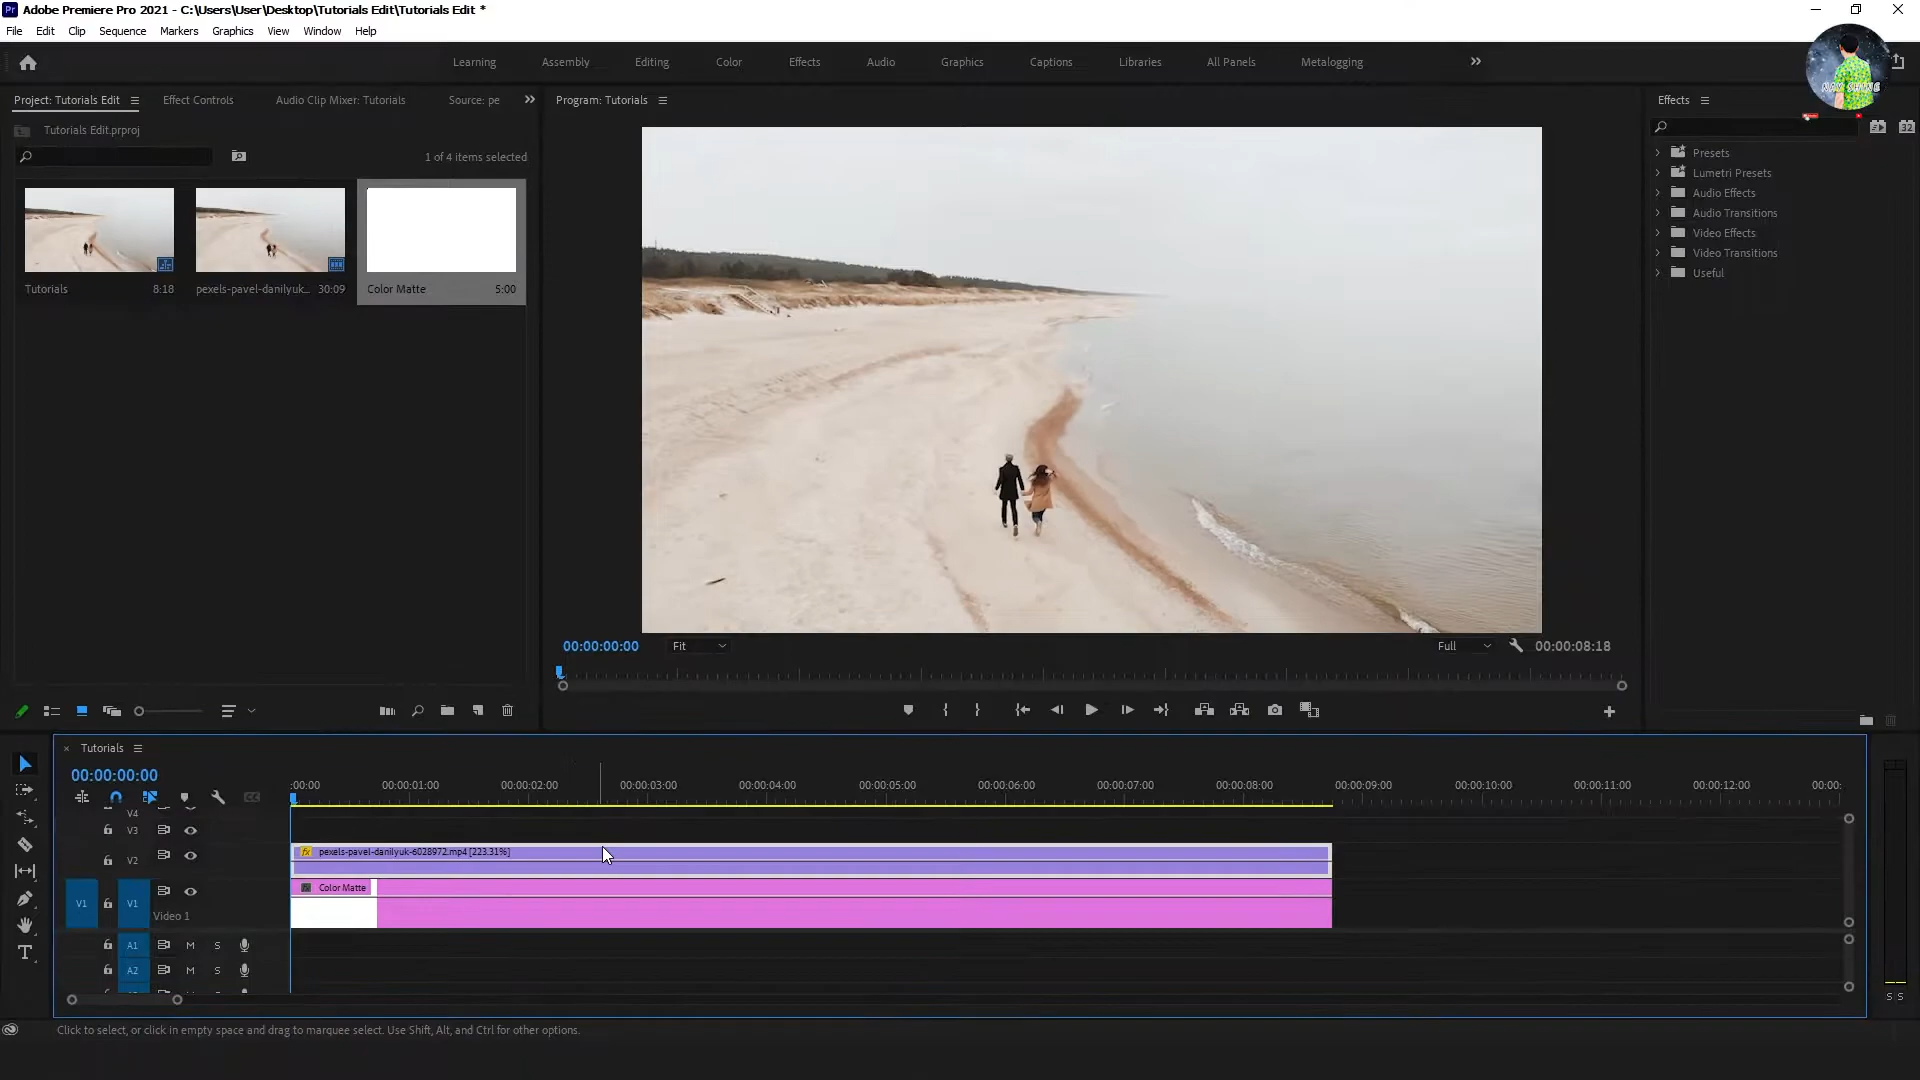 Pr Adobe Premiere Pro 2021 - C:\Users\User\Desktop\Tutorials Edit\Tutorials Edit *
File Edit Clip Sequence Markers Graphics View Window Help
Learning Assembly Editing Color Effects Audio Graphics Captions Libraries All Panels Metalogging
NAY SHINE
Project: Tutorials Edit Effect Controls Audio Clip Mixer: Tutorials Source: pe
Program: Tutorials
Effects
Tutorials Edit.prproj
1 of 4 items selected
Tutorials 8:18
pexels-pavel-danilyuk... 30:09
Color Matte 5:00
32
Presets
Lumetri Presets
Audio Effects
Audio Transitions
Video Effects
Video Transitions
Useful
00:00:00:00 Fit Full 00:00:08:18
Tutorials
00:00:00:00
:00:00 00:00:01:00 00:00:02:00 00:00:03:00 00:00:04:00 00:00:05:00 00:00:06:00 00:00:07:00 00:00:08:00 00:00:09:00 00:00:10:00 00:00:11:00 00:00:12:00 00:00:
V4
V3
V2 pexels-pavel-danilyuk-6028972.mp4 [223.31%]
Color Matte
V1 V1 Video 1
A1 M S
A2 M S
S S
Click to select, or click in empty space and drag to marquee select. Use Shift, Alt, and Ctrl for other options.